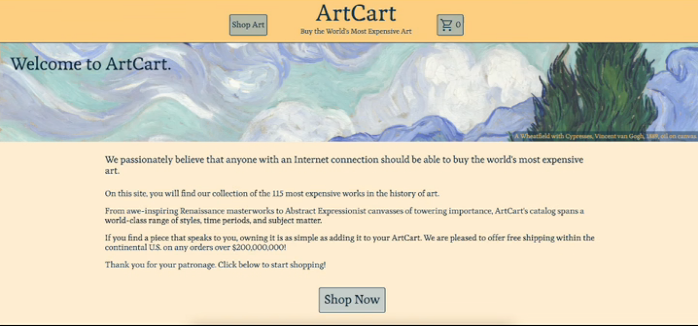 ArtCart
Shop Art
0
Buy the World's Most Expensive Art
Welcome to ArtCart.
A Wheatfield with Cypresses, Vincent van Gogh, 1889, oil on canvas
We passionately believe that anyone with an Internet connection should be able to buy the world's most expensive
art.
On this site, you will find our collection of the 115 most expensive works in the history of art.
From awe-inspiring Renaissance masterworks to Abstract Expressionist canvasses of towering importance, ArtCart's catalog spans a
world-class range of styles, time periods, and subject matter.
If you find a piece that speaks to you, owning it is as simple as adding it to your ArtCart. We are pleased to offer free shipping within the
continental U.S. on any orders over $200,000,000!
Thank you for your patronage. Click below to start shopping!
Shop Now